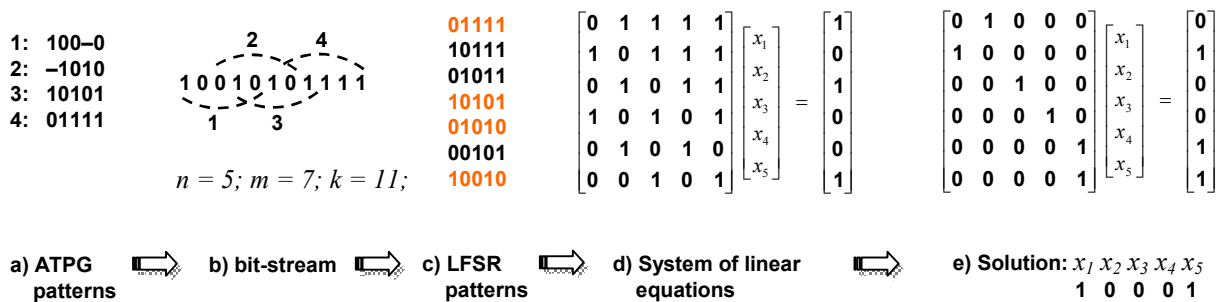 1: 100–0
2: –1010
3: 10101
4: 01111
2 4
1 0 0 1 0 1 0 1 1 1 1
1 3
n = 5; m = 7; k = 11;
01111
10111
01011
10101
01010
00101
10010
0 1 1 1 1
1 0 1 1 1
0 1 0 1 1
1 0 1 0 1
0 1 0 1 0
0 0 1 0 1
x1
x2
x3
x4
x5
=
1
0
1
1
0
1
0 1 0 0 0
1 0 0 0 0
0 0 1 0 0
0 0 0 1 0
0 0 0 0 1
0 0 0 0 1
x1
x2
x3
x4
x5
=
0
1
0
0
1
1
a) ATPG
patterns
b) bit-stream
c) LFSR
patterns
d) System of linear
equations
e) Solution: x1 x2 x3 x4 x5
1 0 0 0 1